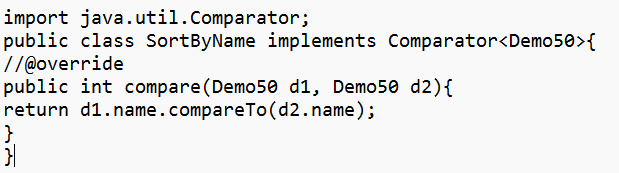 import java.util.Comparator;
public class SortByName implements Comparator<Demo50>{
//@override
public int compare(Demo50 d1, Demo50 d2){
return d1.name.compareTo(d2.name);
}
}